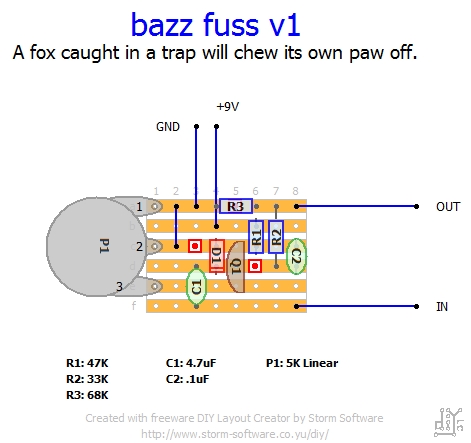 bazz fuss v1
A fox caught in a trap will chew its own paw off.
+9V
GND
1 2 3 4 5 6 7 8
1
R3
OUT
P1
2
D1
Q1
R1
R2
C2
3
C1
f
IN
R1: 47K
C1: 4.7uF
P1: 5K Linear
R2: 33K
C2: .1uF
R3: 68K
Created with freeware DIY Layout Creator by Storm Software
http://www.storm-software.co.yu/diy/